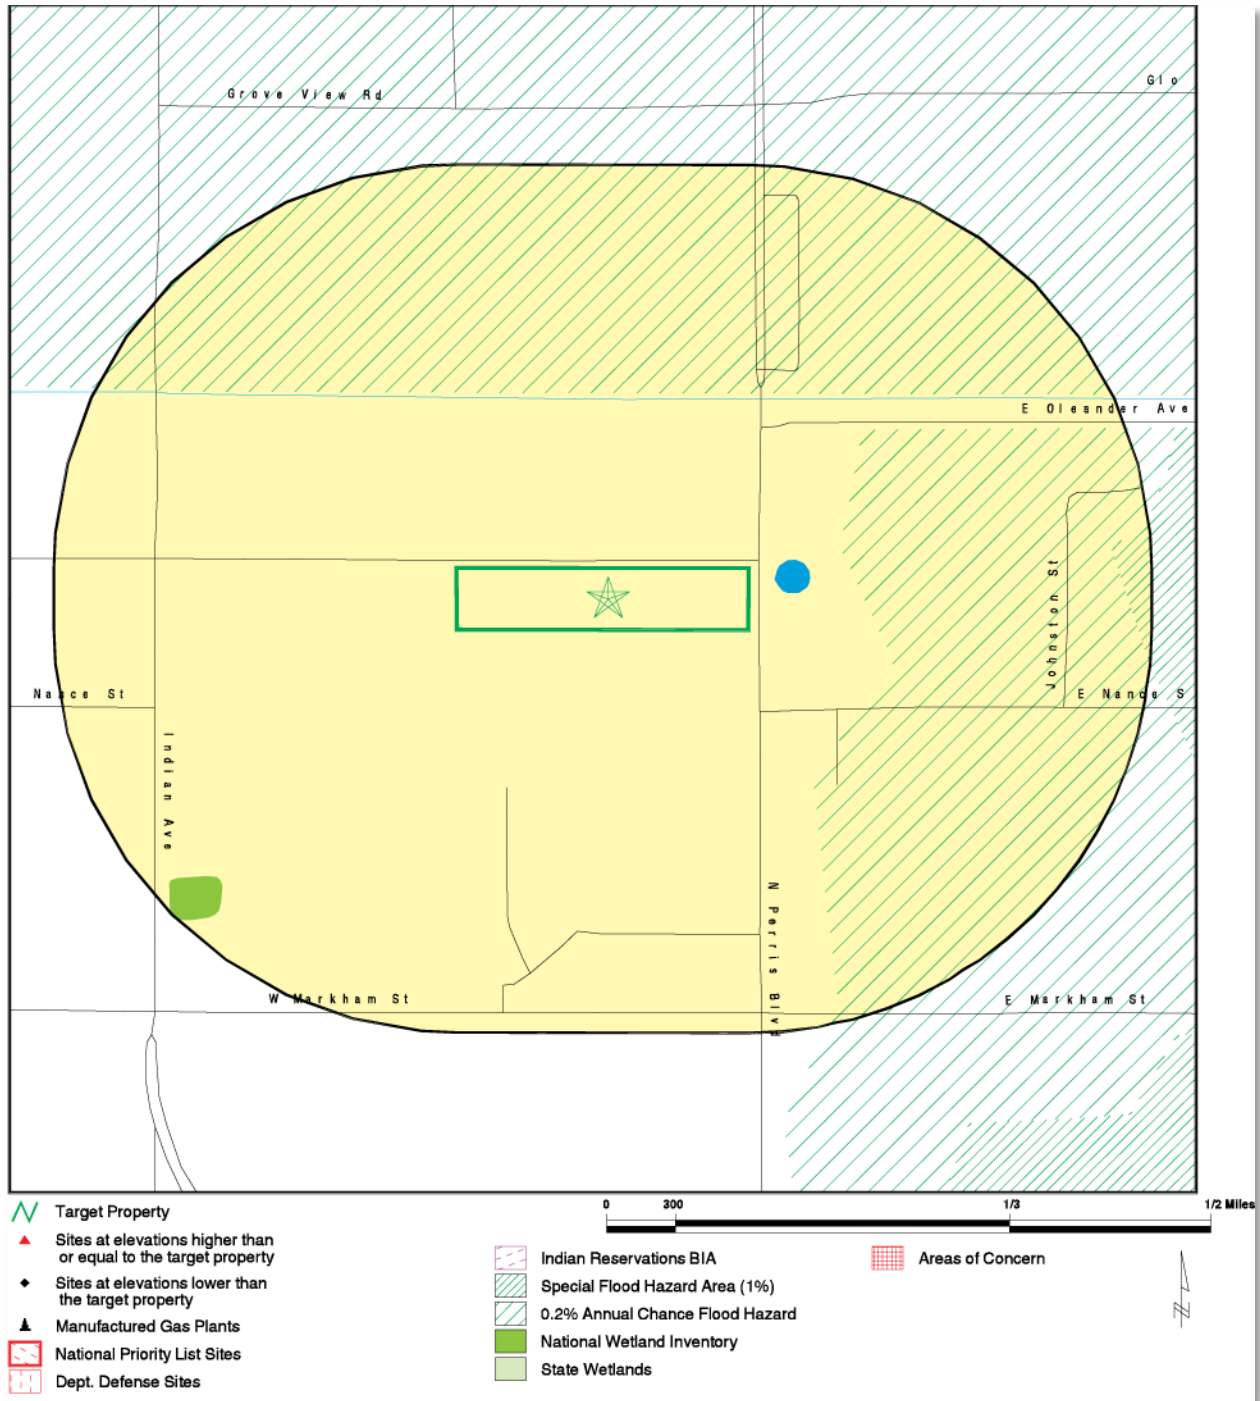 Grove View Rd
Glo
E Oleander Ave
Johnston St
Nance St
E Nance S
Indian Ave
N Perris Blvd
W Markham St
E Markham St
0 300 1/3 1/2 Miles
Target Property
Sites at elevations higher than
or equal to the target property
Sites at elevations lower than
the target property
Manufactured Gas Plants
National Priority List Sites
Dept. Defense Sites
Indian Reservations BIA
Special Flood Hazard Area (1%)
0.2% Annual Chance Flood Hazard
National Wetland Inventory
State Wetlands
Areas of Concern